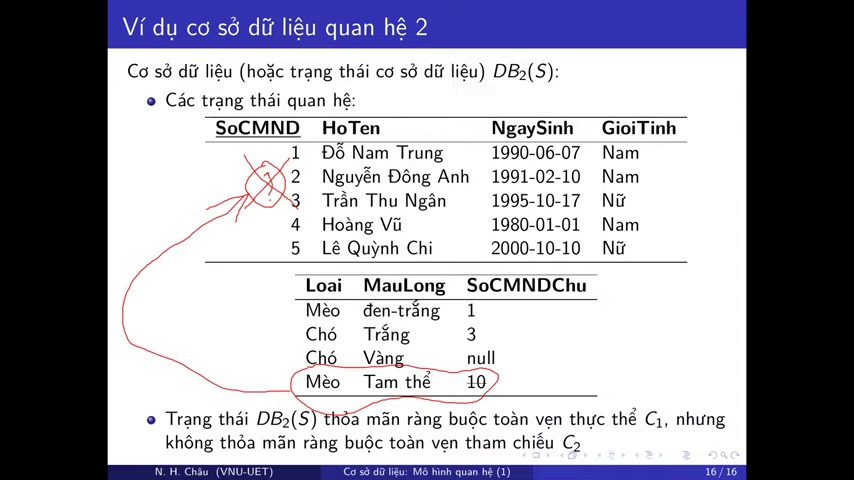 Ví dụ cơ sở dữ liệu quan hệ 2
Cơ sở dữ liệu (hoặc trạng thái cơ sở dữ liệu) DB₂(S):
Các trạng thái quan hệ:
SoCMND HoTen NgaySinh GioiTinh
1 Đỗ Nam Trung 1990-06-07 Nam
2 Nguyễn Đông Anh 1991-02-10 Nam
3 Trần Thu Ngân 1995-10-17 Nữ
4 Hoàng Vũ 1980-01-01 Nam
5 Lê Quỳnh Chi 2000-10-10 Nữ
Loai MauLong SoCMNDChu
Mèo đen-trắng 1
Chó Trắng 3
Chó Vàng null
Mèo Tam thể 10
Trạng thái DB₂(S) thỏa mãn ràng buộc toàn vẹn thực thể C₁, nhưng
không thỏa mãn ràng buộc toàn vẹn tham chiếu C₂
N. H. Châu (VNU-UET) Cơ sở dữ liệu: Mô hình quan hệ (1) 16 / 16